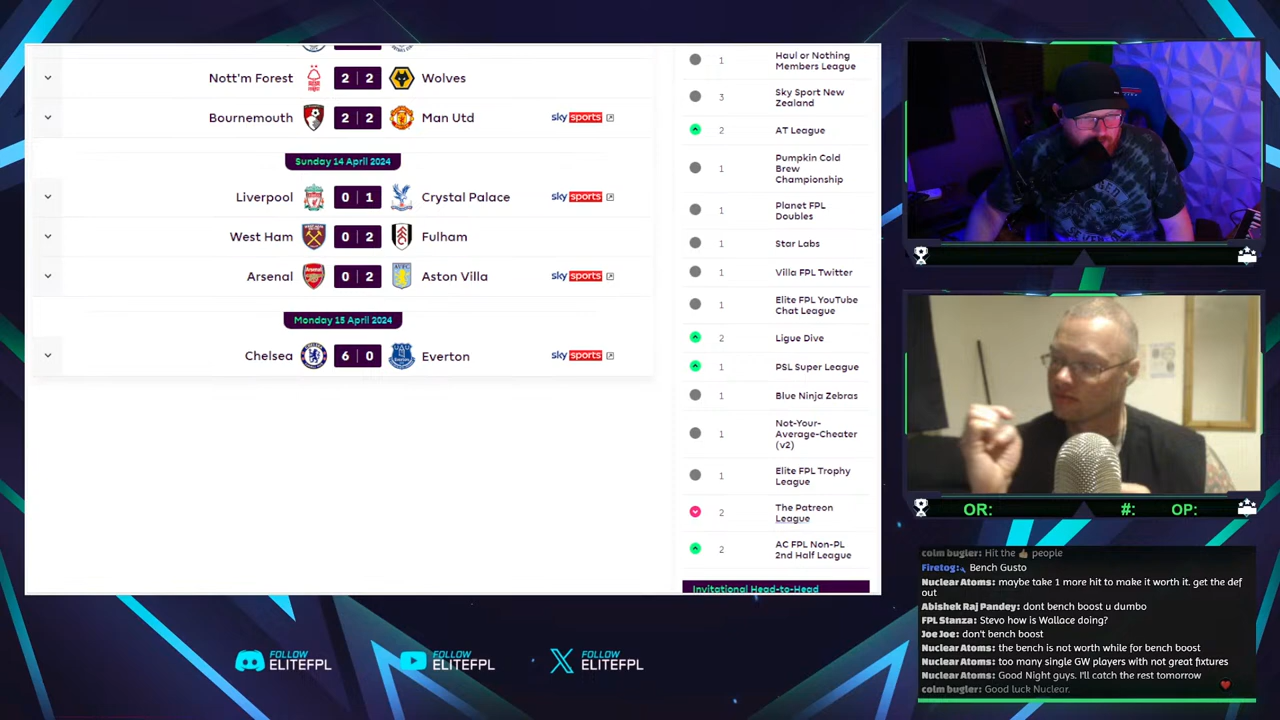 Nott'm Forest 2 | 2 Wolves
Bournemouth 2 | 2 Man Utd sky sports
Sunday 14 April 2024
Liverpool 0 | 1 Crystal Palace sky sports
West Ham 0 | 2 Fulham
Arsenal 0 | 2 Aston Villa sky sports
Monday 15 April 2024
Chelsea 6 | 0 Everton sky sports
1 Haul or Nothing
Members League
3 Sky Sport New
Zealand
2 AT League
1 Pumpkin Cold
Brew
Championship
1 Planet FPL
Doubles
1 Star Labs
1 Villa FPL Twitter
1 Elite FPL YouTube
Chat League
2 Ligue Dive
1 PSL Super League
1 Blue Ninja Zebras
1 Not-Your-
Average-Cheater
(v2)
1 Elite FPL Trophy
League
2 The Patreon
League
2 AC FPL Non-PL
2nd Half League
Invitational Head-to-Head
OR: #: OP:
colm bugler: Hit the 👍 people
Firetog: Bench Gusto
Nuclear Atoms: maybe take 1 more hit to make it worth it. get the def
out
Abishek Raj Pandey: dont bench boost u dumbo
FPL Stanza: Stevo how is Wallace doing?
Joe Joe: don't bench boost
Nuclear Atoms: the bench is not worth while for bench boost
Nuclear Atoms: too many single GW players with not great fixtures
Nuclear Atoms: Good Night guys. I'll catch the rest tomorrow
colm bugler: Good luck Nuclear.
FOLLOW
ELITEFPL
FOLLOW
ELITEFPL
FOLLOW
ELITEFPL